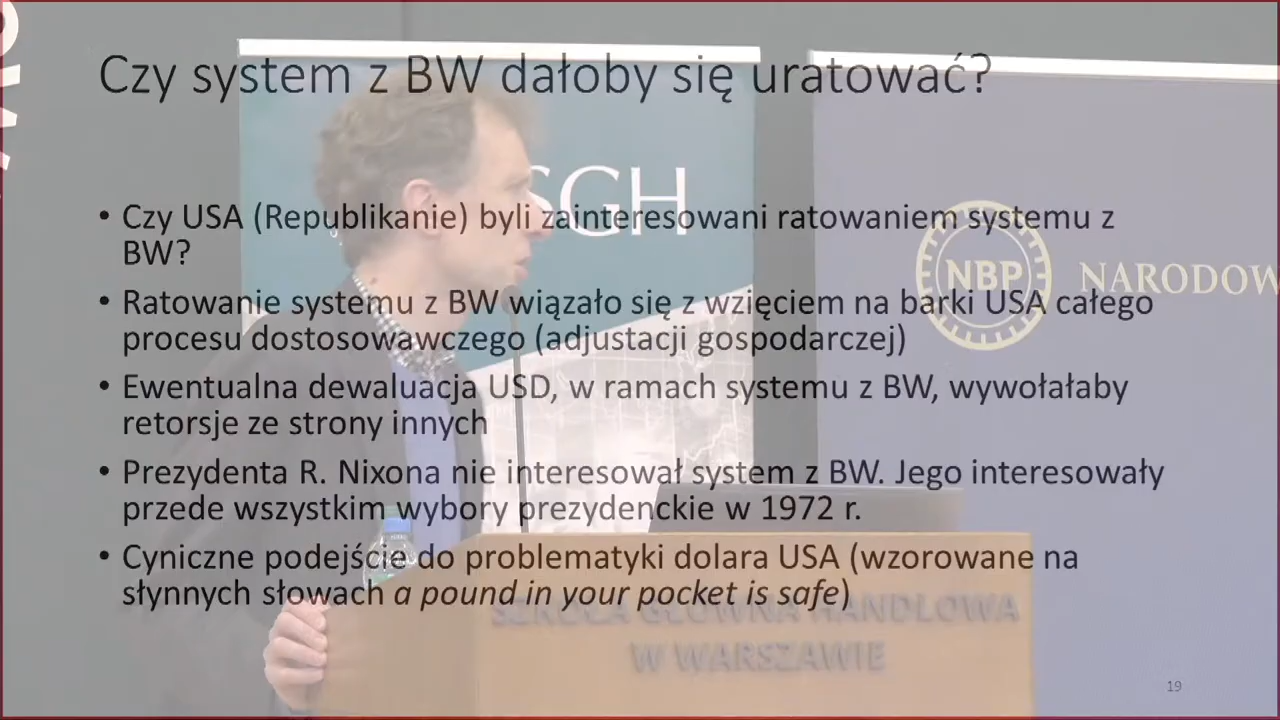 Czy system z BW dałoby się uratować?
SGH
• Czy USA (Republikanie) byli zainteresowani ratowaniem systemu z
BW?
NBP NARODOW
• Ratowanie systemu z BW wiązało się z wzięciem na barki USA całego
procesu dostosowawczego (adjustacji gospodarczej)
• Ewentualna dewaluacja USD, w ramach systemu z BW, wywołałaby
retorsje ze strony innych
• Prezydenta R. Nixona nie interesował system z BW. Jego interesowały
przede wszystkim wybory prezydenckie w 1972 r.
• Cyniczne podejście do problematyki dolara USA (wzorowane na
słynnych słowach a pound in your pocket is safe)
SZKOŁA GŁÓWNA HANDLOWA
W WARSZAWIE
19